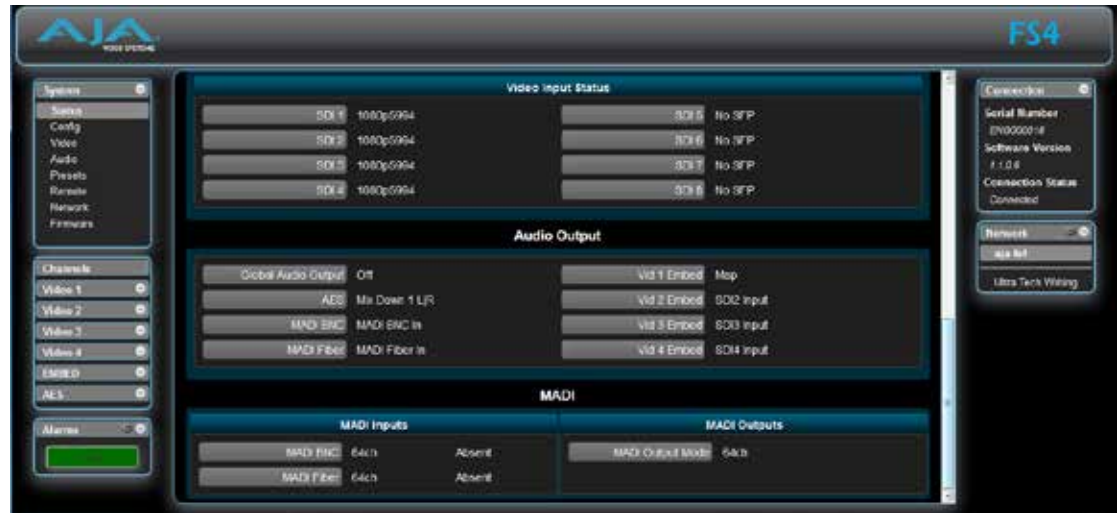 AJA
VIDEO SYSTEMS
FS4
System
Status
Config
Video
Audio
Presets
Remote
Network
Firmware
Channels
Video 1
Video 2
Video 3
Video 4
EMBED
AES
Alarms
Video Input Status
SDI 1 1080p5994 SDI 5 No SFP
SDI 2 1080p5994 SDI 6 No SFP
SDI 3 1080p5994 SDI 7 No SFP
SDI 4 1080p5994 SDI 8 No SFP
Audio Output
Global Audio Output Off Vid 1 Embed Map
AES Mix Down 1 L/R Vid 2 Embed SDI2 Input
MADI BNC MADI BNC In Vid 3 Embed SDI3 Input
MADI Fiber MADI Fiber In Vid 4 Embed SDI4 Input
MADI
MADI Inputs MADI Outputs
MADI BNC 64ch Absent MADI Output Mode 64ch
MADI Fiber 64ch Absent
Connection
Serial Number
Software Version
Connection Status
Connected
Network
Ultra Tech Writing